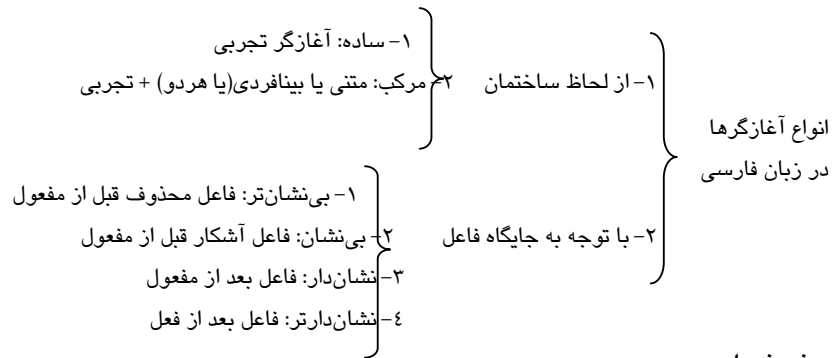 انواع آغازگرها
در زبان فارسی
۱- از لحاظ ساختمان
۱- ساده: آغازگر تجربی
۲- مرکب: متنی یا بینافردی(یا هردو) + تجربی
۲- با توجه به جایگاه فاعل
۱- بی‌نشان‌تر: فاعل محذوف قبل از مفعول
۲- بی‌نشان: فاعل آشکار قبل از مفعول
۳- نشان‌دار: فاعل بعد از مفعول
٤- نشان‌دارتر: فاعل بعد از فعل